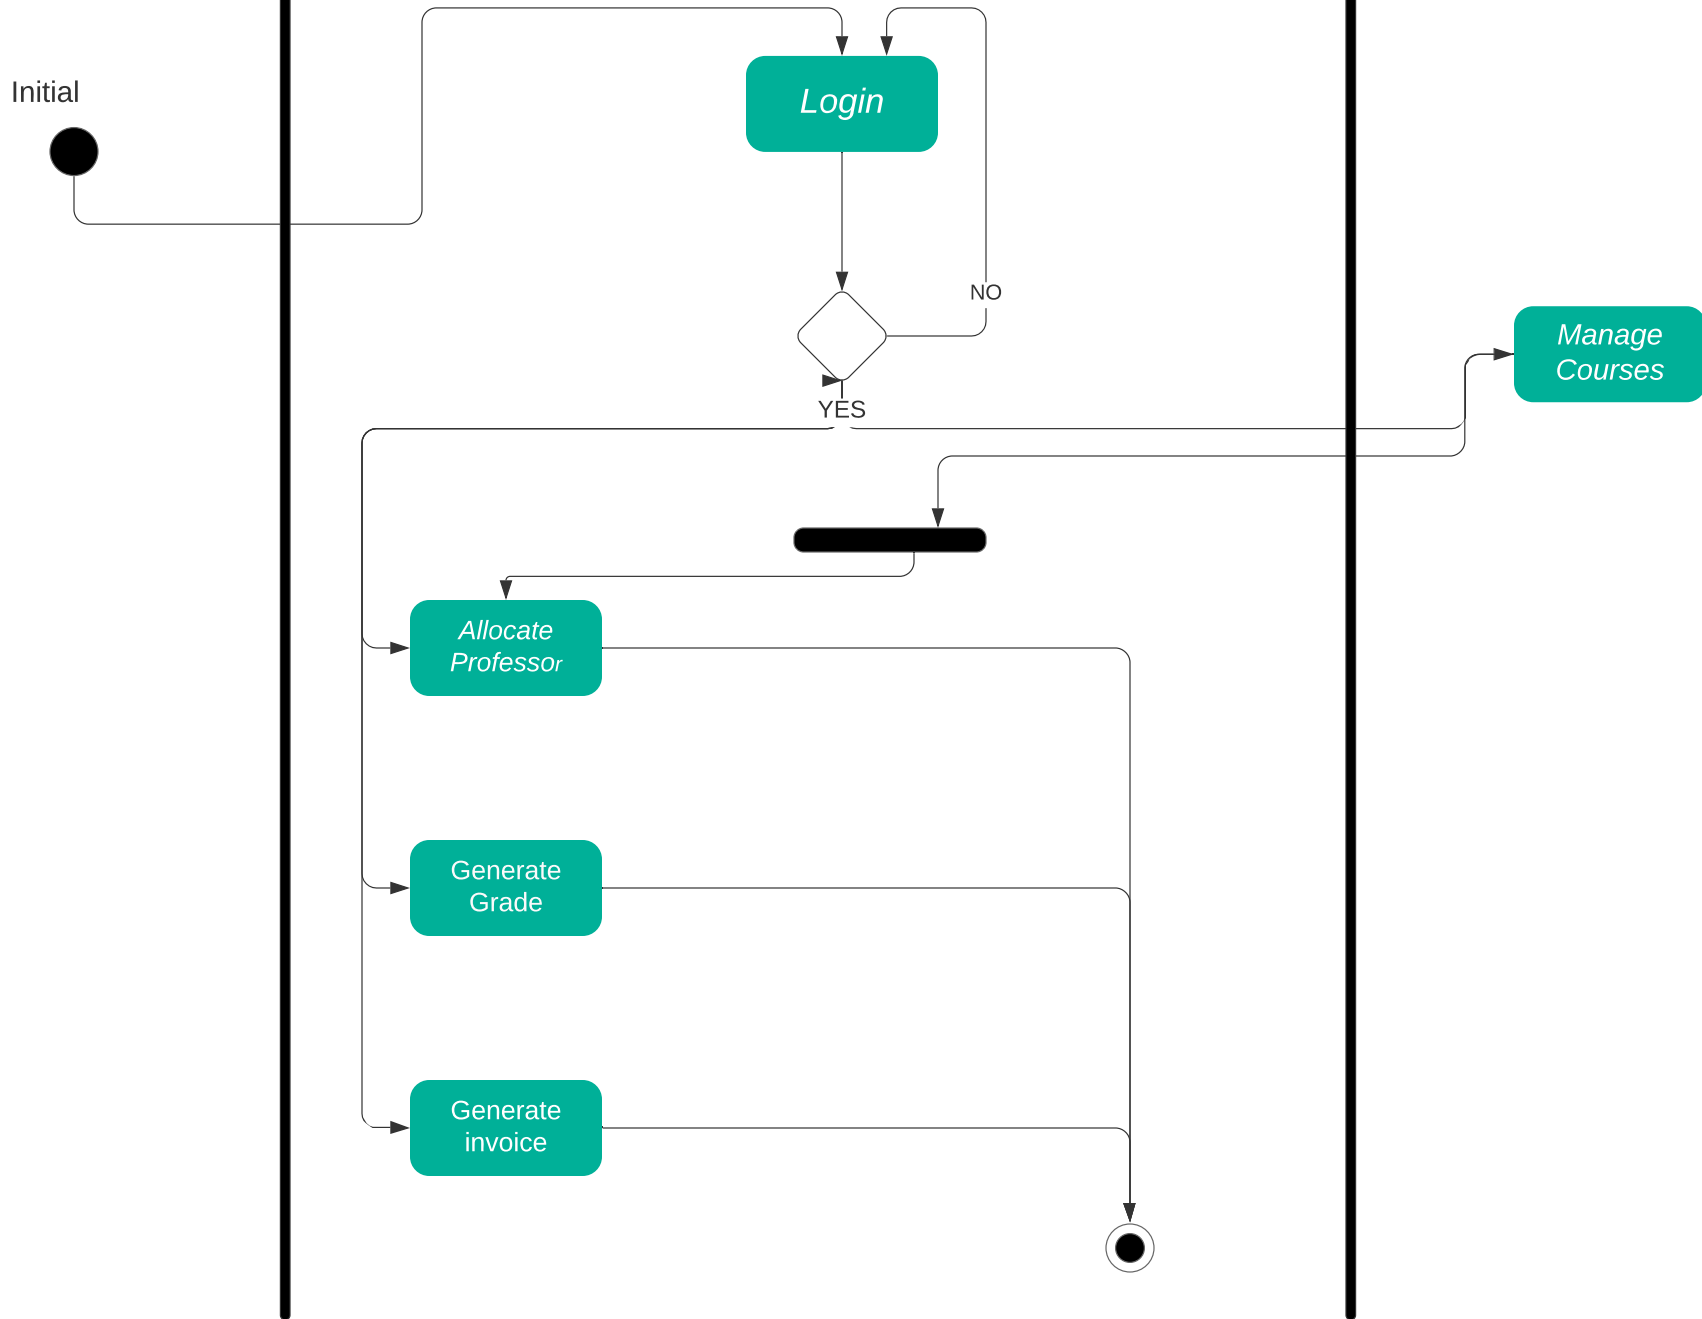 Initial
Login
NO
Manage
Courses
YES
Allocate
Professor
Generate
Grade
Generate
invoice